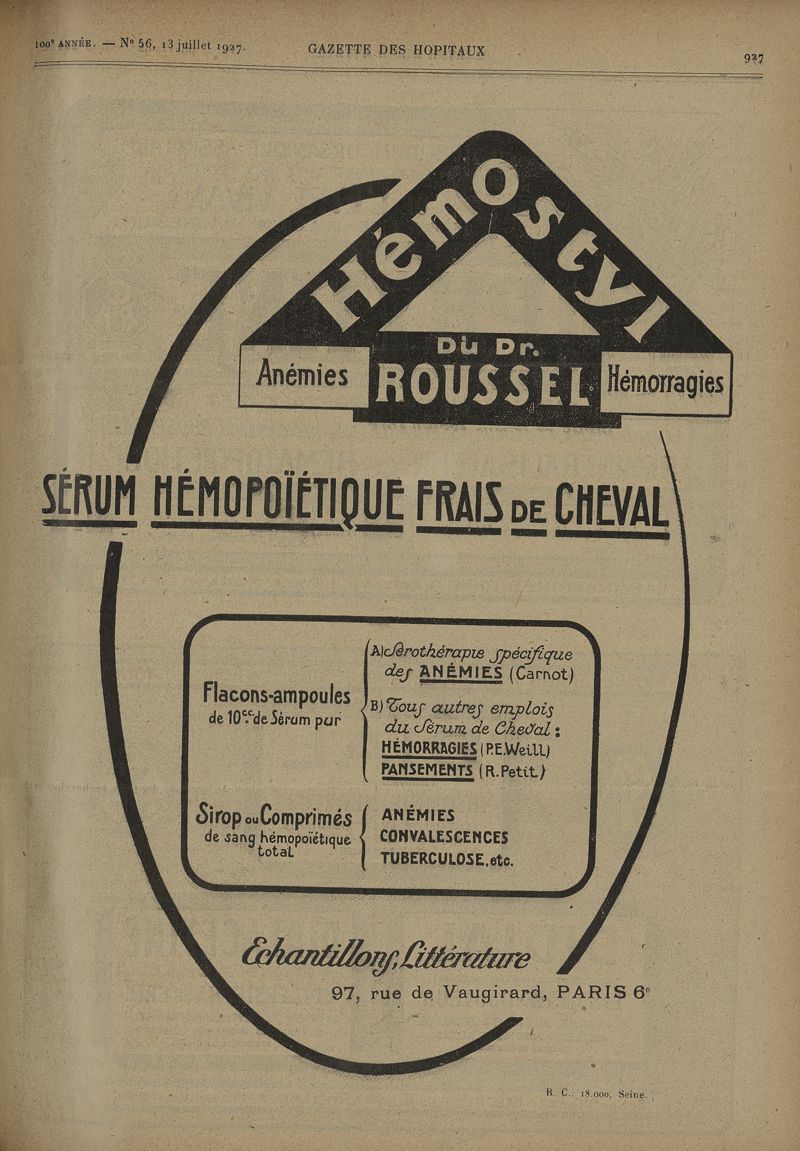 100e ANNÉE. — N° 56, 13 juillet 1927.
GAZETTE DES HOPITAUX
927
Hémostyl
Du Dr.
ROUSSEL
Anémies
Hémorragies
SÉRUM HÉMOPOÏÉTIQUE FRAIS DE CHEVAL
Flacons-ampoules
de 10cc. de Sérum pur
A) Sérothérapie spécifique
des ANÉMIES (Carnot)
B) Tous autres emplois
du Sérum de Cheval :
HÉMORRAGIES (P.E.Weill)
PANSEMENTS (R.Petit)
Sirop ou Comprimés
de sang hémopoïétique
total
ANÉMIES
CONVALESCENCES
TUBERCULOSE, etc.
Échantillons, Littérature
97, rue de Vaugirard, PARIS 6e
R. C.: 18.000, Seine.